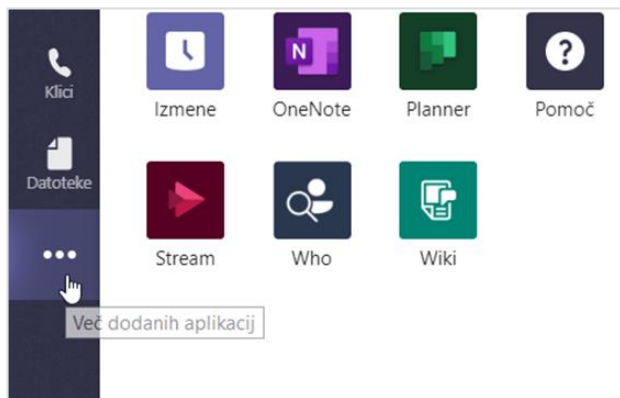 Klici
Datoteke
Izmene
OneNote
Planner
Pomoč
Stream
Who
Wiki
Več dodanih aplikacij